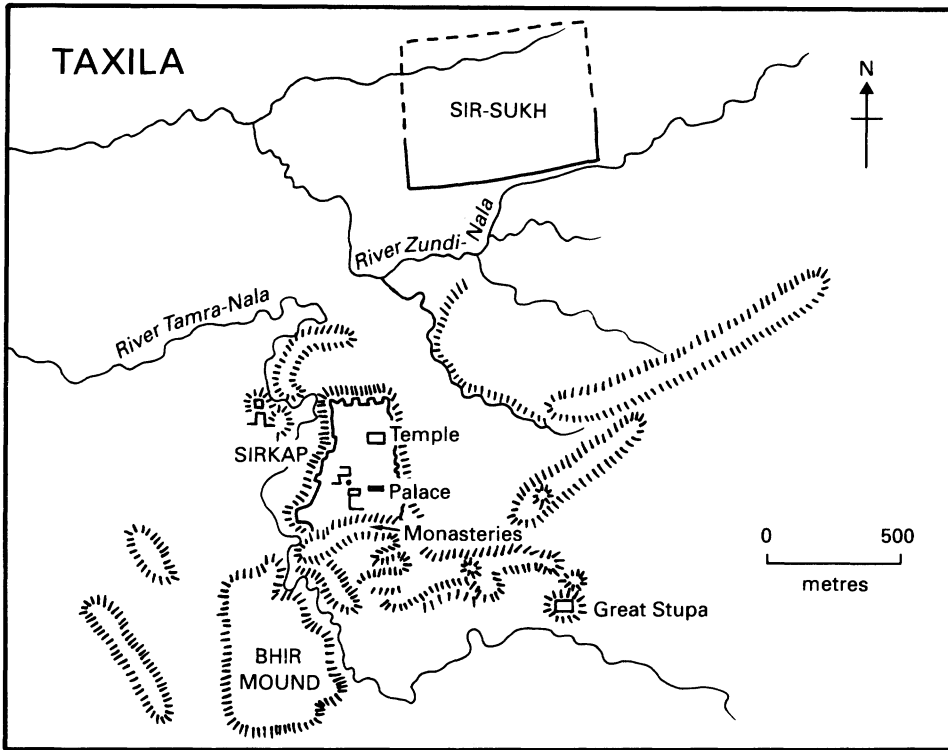 TAXILA
N
SIR-SUKH
River Zundi-Nala
River Tamra-Nala
Temple
SIRKAP
Palace
Monasteries
0 500
metres
Great Stupa
BHIR
MOUND